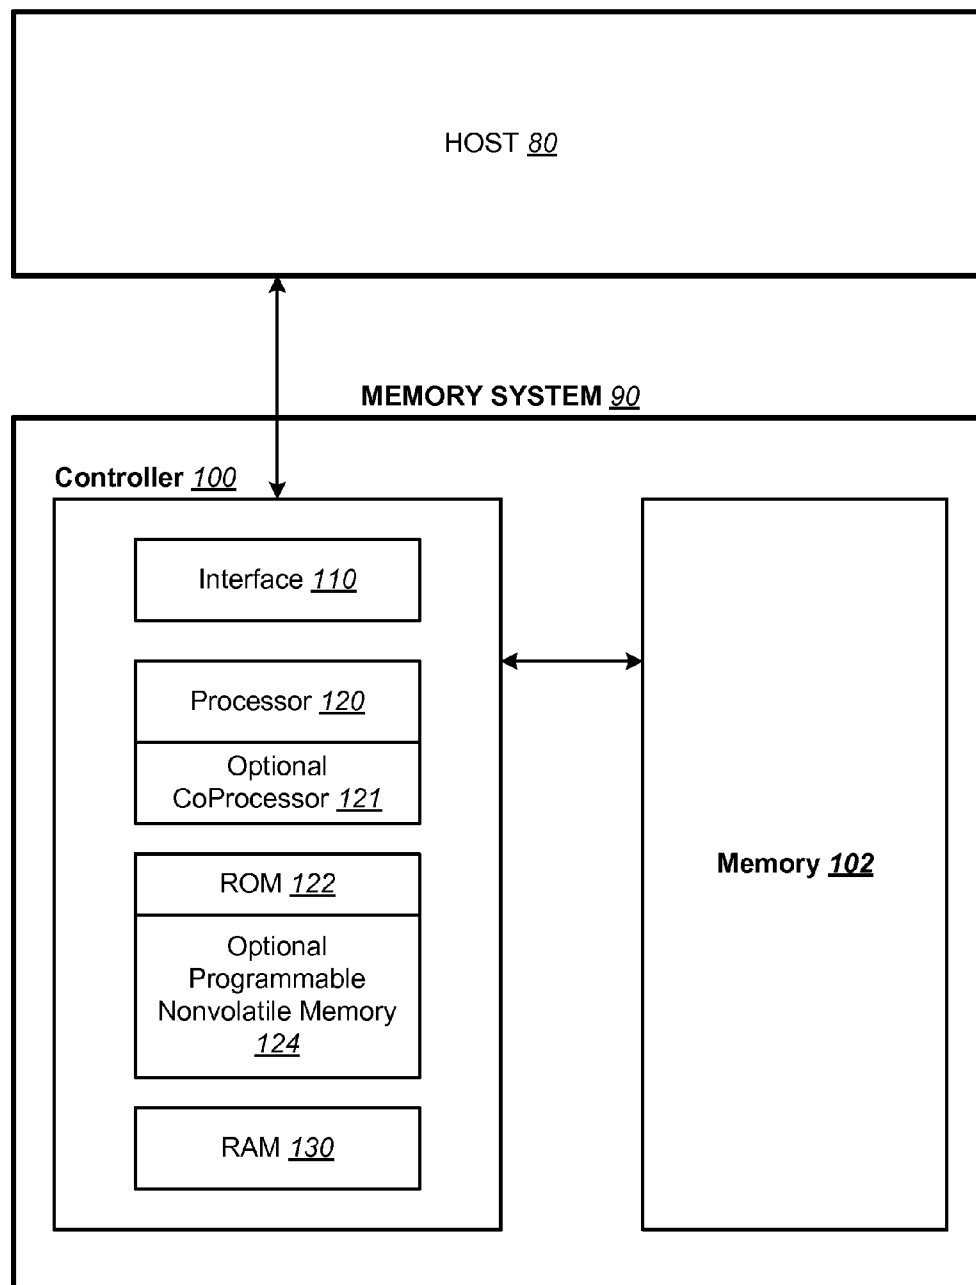 HOST 80
MEMORY SYSTEM 90
Controller 100
Interface 110
Processor 120
Optional
CoProcessor 121
ROM 122
Optional
Programmable
Nonvolatile Memory
124
RAM 130
Memory 102